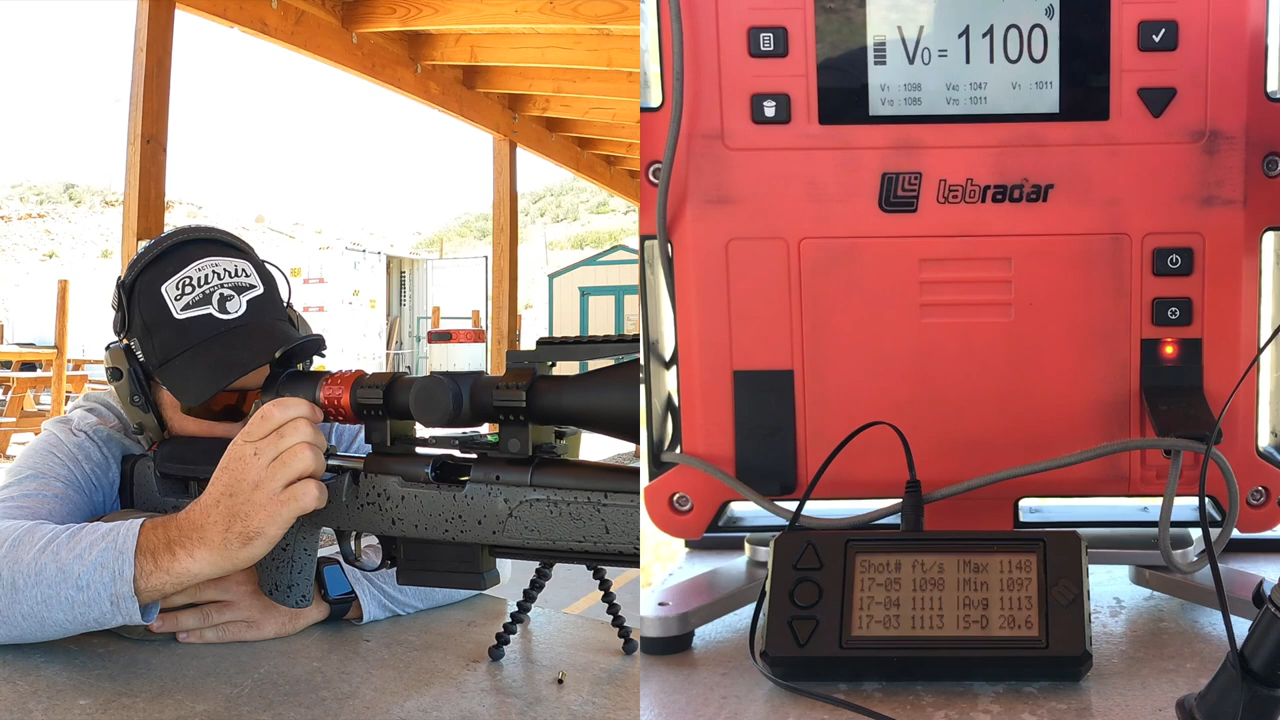 TACTICAL
Burris
FIND WHAT MATTERS
V0 = 1100
V1 : 1098 V40 : 1047 V1 : 1011
V10 : 1085 V70 : 1011
labradar
Shot# ft/s |Max 1148
17-05 1098 |Min 1097
17-04 1111 |Avg 1113
17-03 1113 |S-D 20.6